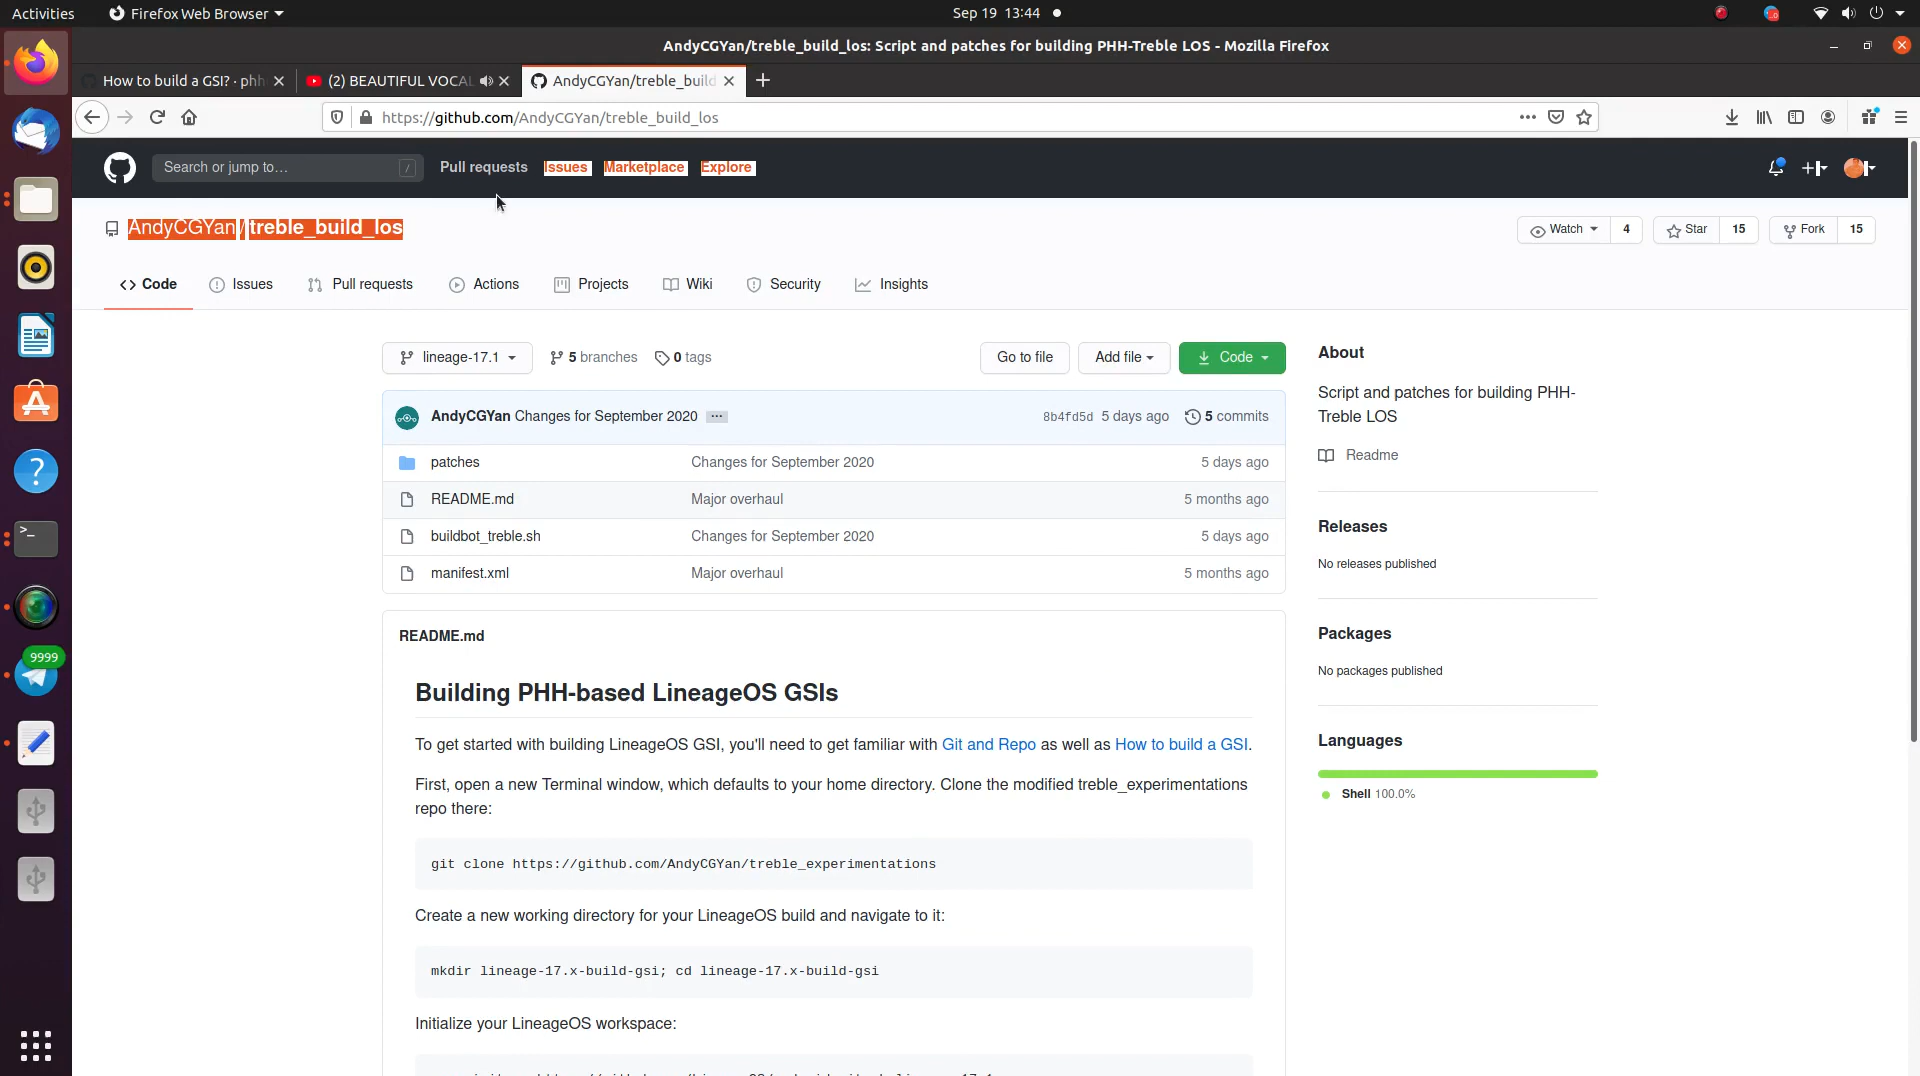 Activities
Firefox Web Browser
Sep 19 13:44
AndyCGYan/treble_build_los: Script and patches for building PHH-Treble LOS - Mozilla Firefox
How to build a GSI? · phh
(2) BEAUTIFUL VOCAL
AndyCGYan/treble_build
https://github.com/AndyCGYan/treble_build_los
Search or jump to…
/
Pull requests
Issues
Marketplace
Explore
AndyCGYan/treble_build_los
Watch
4
Star
15
Fork
15
Code
Issues
Pull requests
Actions
Projects
Wiki
Security
Insights
lineage-17.1
5 branches
0 tags
Go to file
Add file
Code
AndyCGYan Changes for September 2020
8b4fd5d 5 days ago
5 commits
patches
Changes for September 2020
5 days ago
README.md
Major overhaul
5 months ago
buildbot_treble.sh
Changes for September 2020
5 days ago
manifest.xml
Major overhaul
5 months ago
README.md
Building PHH-based LineageOS GSIs
To get started with building LineageOS GSI, you'll need to get familiar with Git and Repo as well as How to build a GSI.
First, open a new Terminal window, which defaults to your home directory. Clone the modified treble_experimentations
repo there:
git clone https://github.com/AndyCGYan/treble_experimentations
Create a new working directory for your LineageOS build and navigate to it:
mkdir lineage-17.x-build-gsi; cd lineage-17.x-build-gsi
Initialize your LineageOS workspace:
About
Script and patches for building PHH-
Treble LOS
Readme
Releases
No releases published
Packages
No packages published
Languages
Shell 100.0%
9999